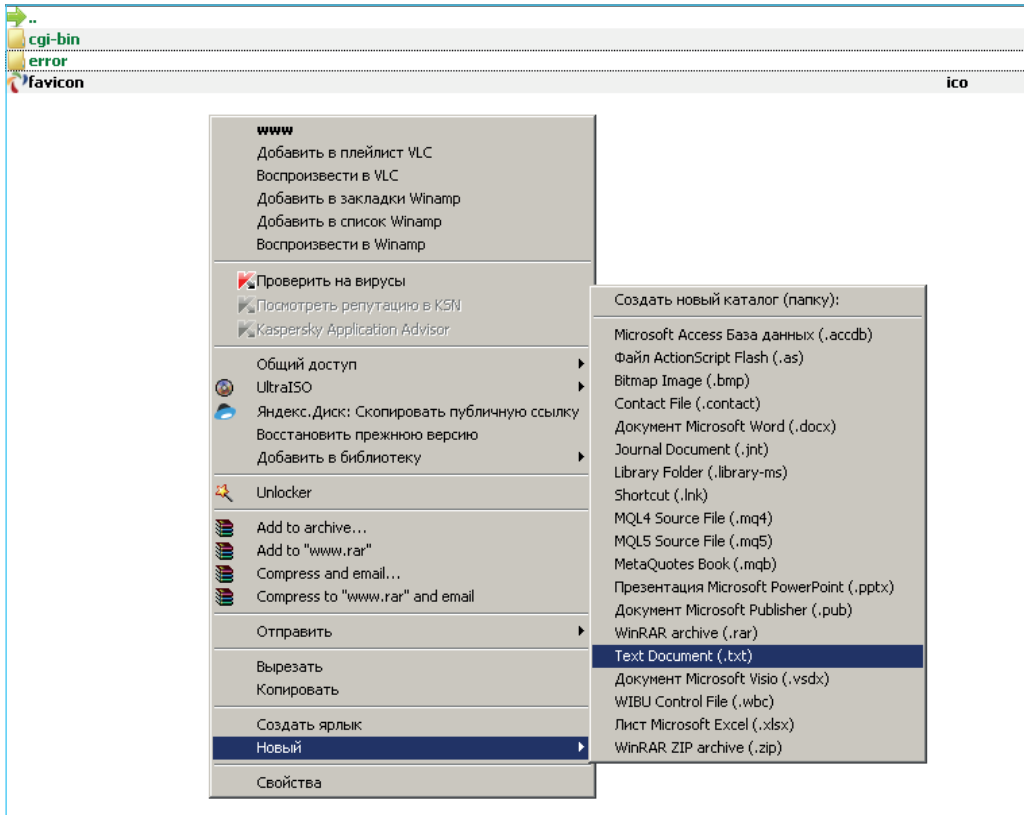 ..
cgi-bin
error
favicon ico
www
Добавить в плейлист VLC
Воспроизвести в VLC
Добавить в закладки Winamp
Добавить в список Winamp
Воспроизвести в Winamp
Проверить на вирусы
Посмотреть репутацию в KSN
Kaspersky Application Advisor
Общий доступ
UltraISO
Яндекс.Диск: Скопировать публичную ссылку
Восстановить прежнюю версию
Добавить в библиотеку
Unlocker
Add to archive...
Add to "www.rar"
Compress and email...
Compress to "www.rar" and email
Отправить
Вырезать
Копировать
Создать ярлык
Новый
Свойства
Создать новый каталог (папку):
Microsoft Access База данных (.accdb)
Файл ActionScript Flash (.as)
Bitmap Image (.bmp)
Contact File (.contact)
Документ Microsoft Word (.docx)
Journal Document (.jnt)
Library Folder (.library-ms)
Shortcut (.lnk)
MQL4 Source File (.mq4)
MQL5 Source File (.mq5)
MetaQuotes Book (.mqb)
Презентация Microsoft PowerPoint (.pptx)
Документ Microsoft Publisher (.pub)
WinRAR archive (.rar)
Text Document (.txt)
Документ Microsoft Visio (.vsdx)
WIBU Control File (.wbc)
Лист Microsoft Excel (.xlsx)
WinRAR ZIP archive (.zip)